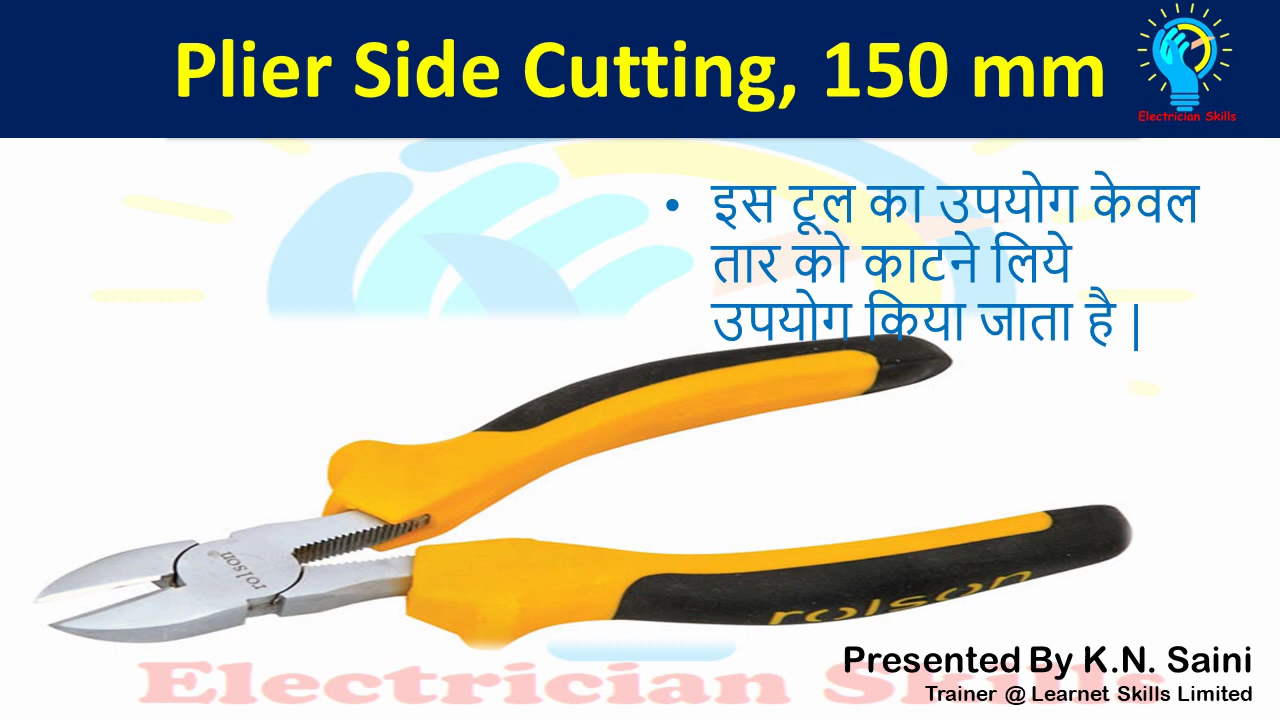 Plier Side Cutting, 150 mm
Electrician Skills
• इस टूल का उपयोग केवल
तार को काटने लिये
उपयोग किया जाता है |
rolson®
rolson
Presented By K.N. Saini
Trainer @ Learnet Skills Limited
Electrician Skills